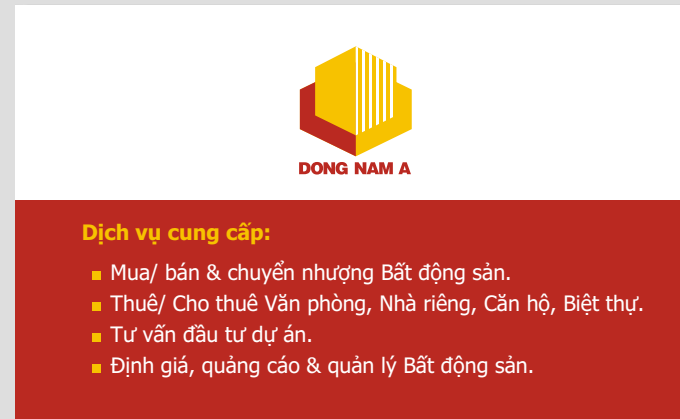 DONG NAM A
Dịch vụ cung cấp:
Mua/ bán & chuyển nhượng Bất động sản.
Thuê/ Cho thuê Văn phòng, Nhà riêng, Căn hộ, Biệt thự.
Tư vấn đầu tư dự án.
Định giá, quảng cáo & quản lý Bất động sản.